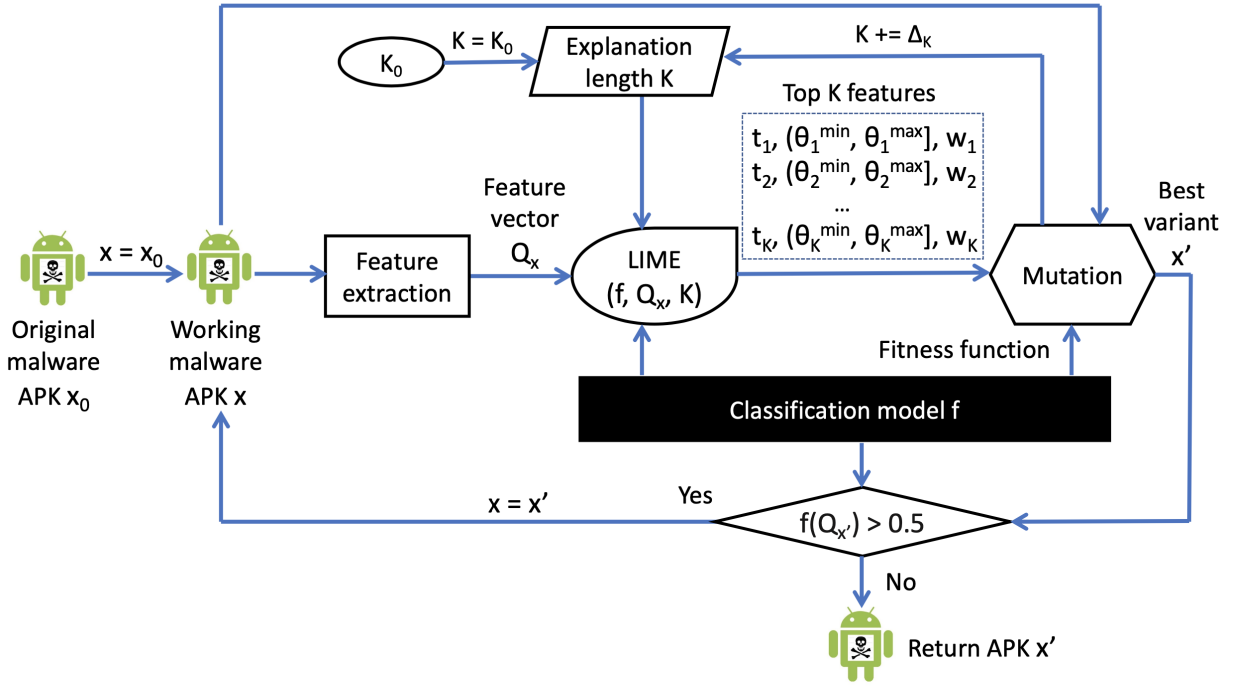 K₀
K = K₀
Explanation
length K
K += Δ_K
Top K features
t₁, (θ₁^min, θ₁^max], w₁
t₂, (θ₂^min, θ₂^max], w₂
...
t_K, (θ_K^min, θ_K^max], w_K
Original
malware
APK x₀
x = x₀
Working
malware
APK x
Feature
extraction
Feature
vector
Qₓ
LIME
(f, Qₓ, K)
Mutation
Best
variant
x’
Fitness function
Classification model f
f(Q_x’) > 0.5
Yes
x = x’
No
Return APK x’